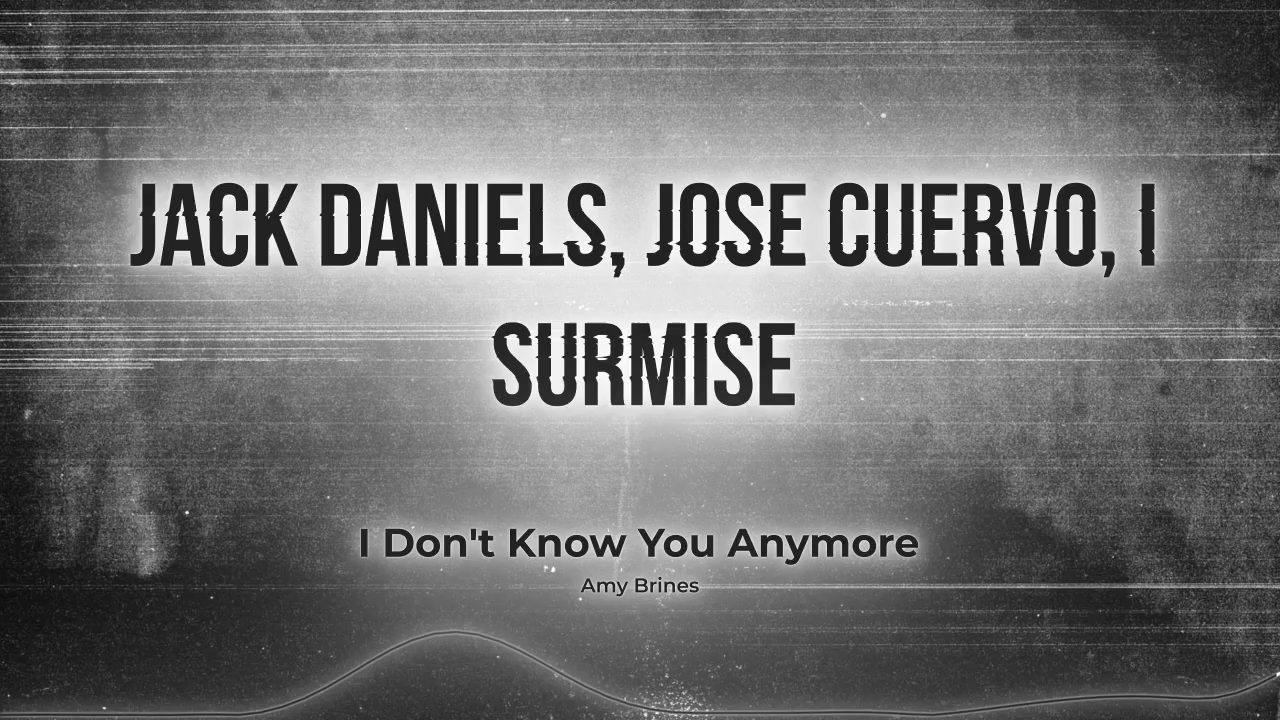 JACK DANIELS, JOSE CUERVO, I
SURMISE
I Don't Know You Anymore
Amy Brines